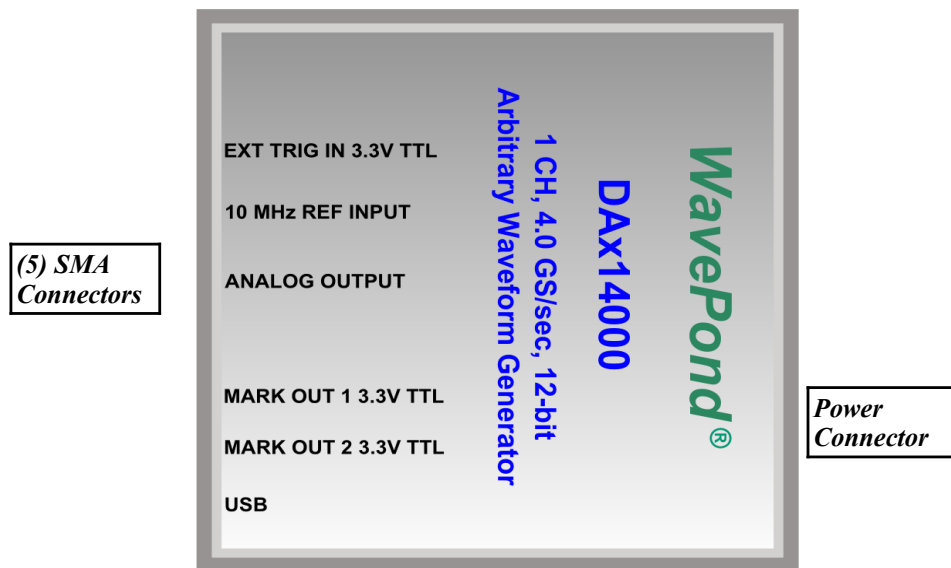 (5) SMA
Connectors
EXT TRIG IN 3.3V TTL
10 MHz REF INPUT
ANALOG OUTPUT
MARK OUT 1 3.3V TTL
MARK OUT 2 3.3V TTL
USB
WavePond®
DAx14000
1 CH, 4.0 GS/sec, 12-bit
Arbitrary Waveform Generator
Power
Connector